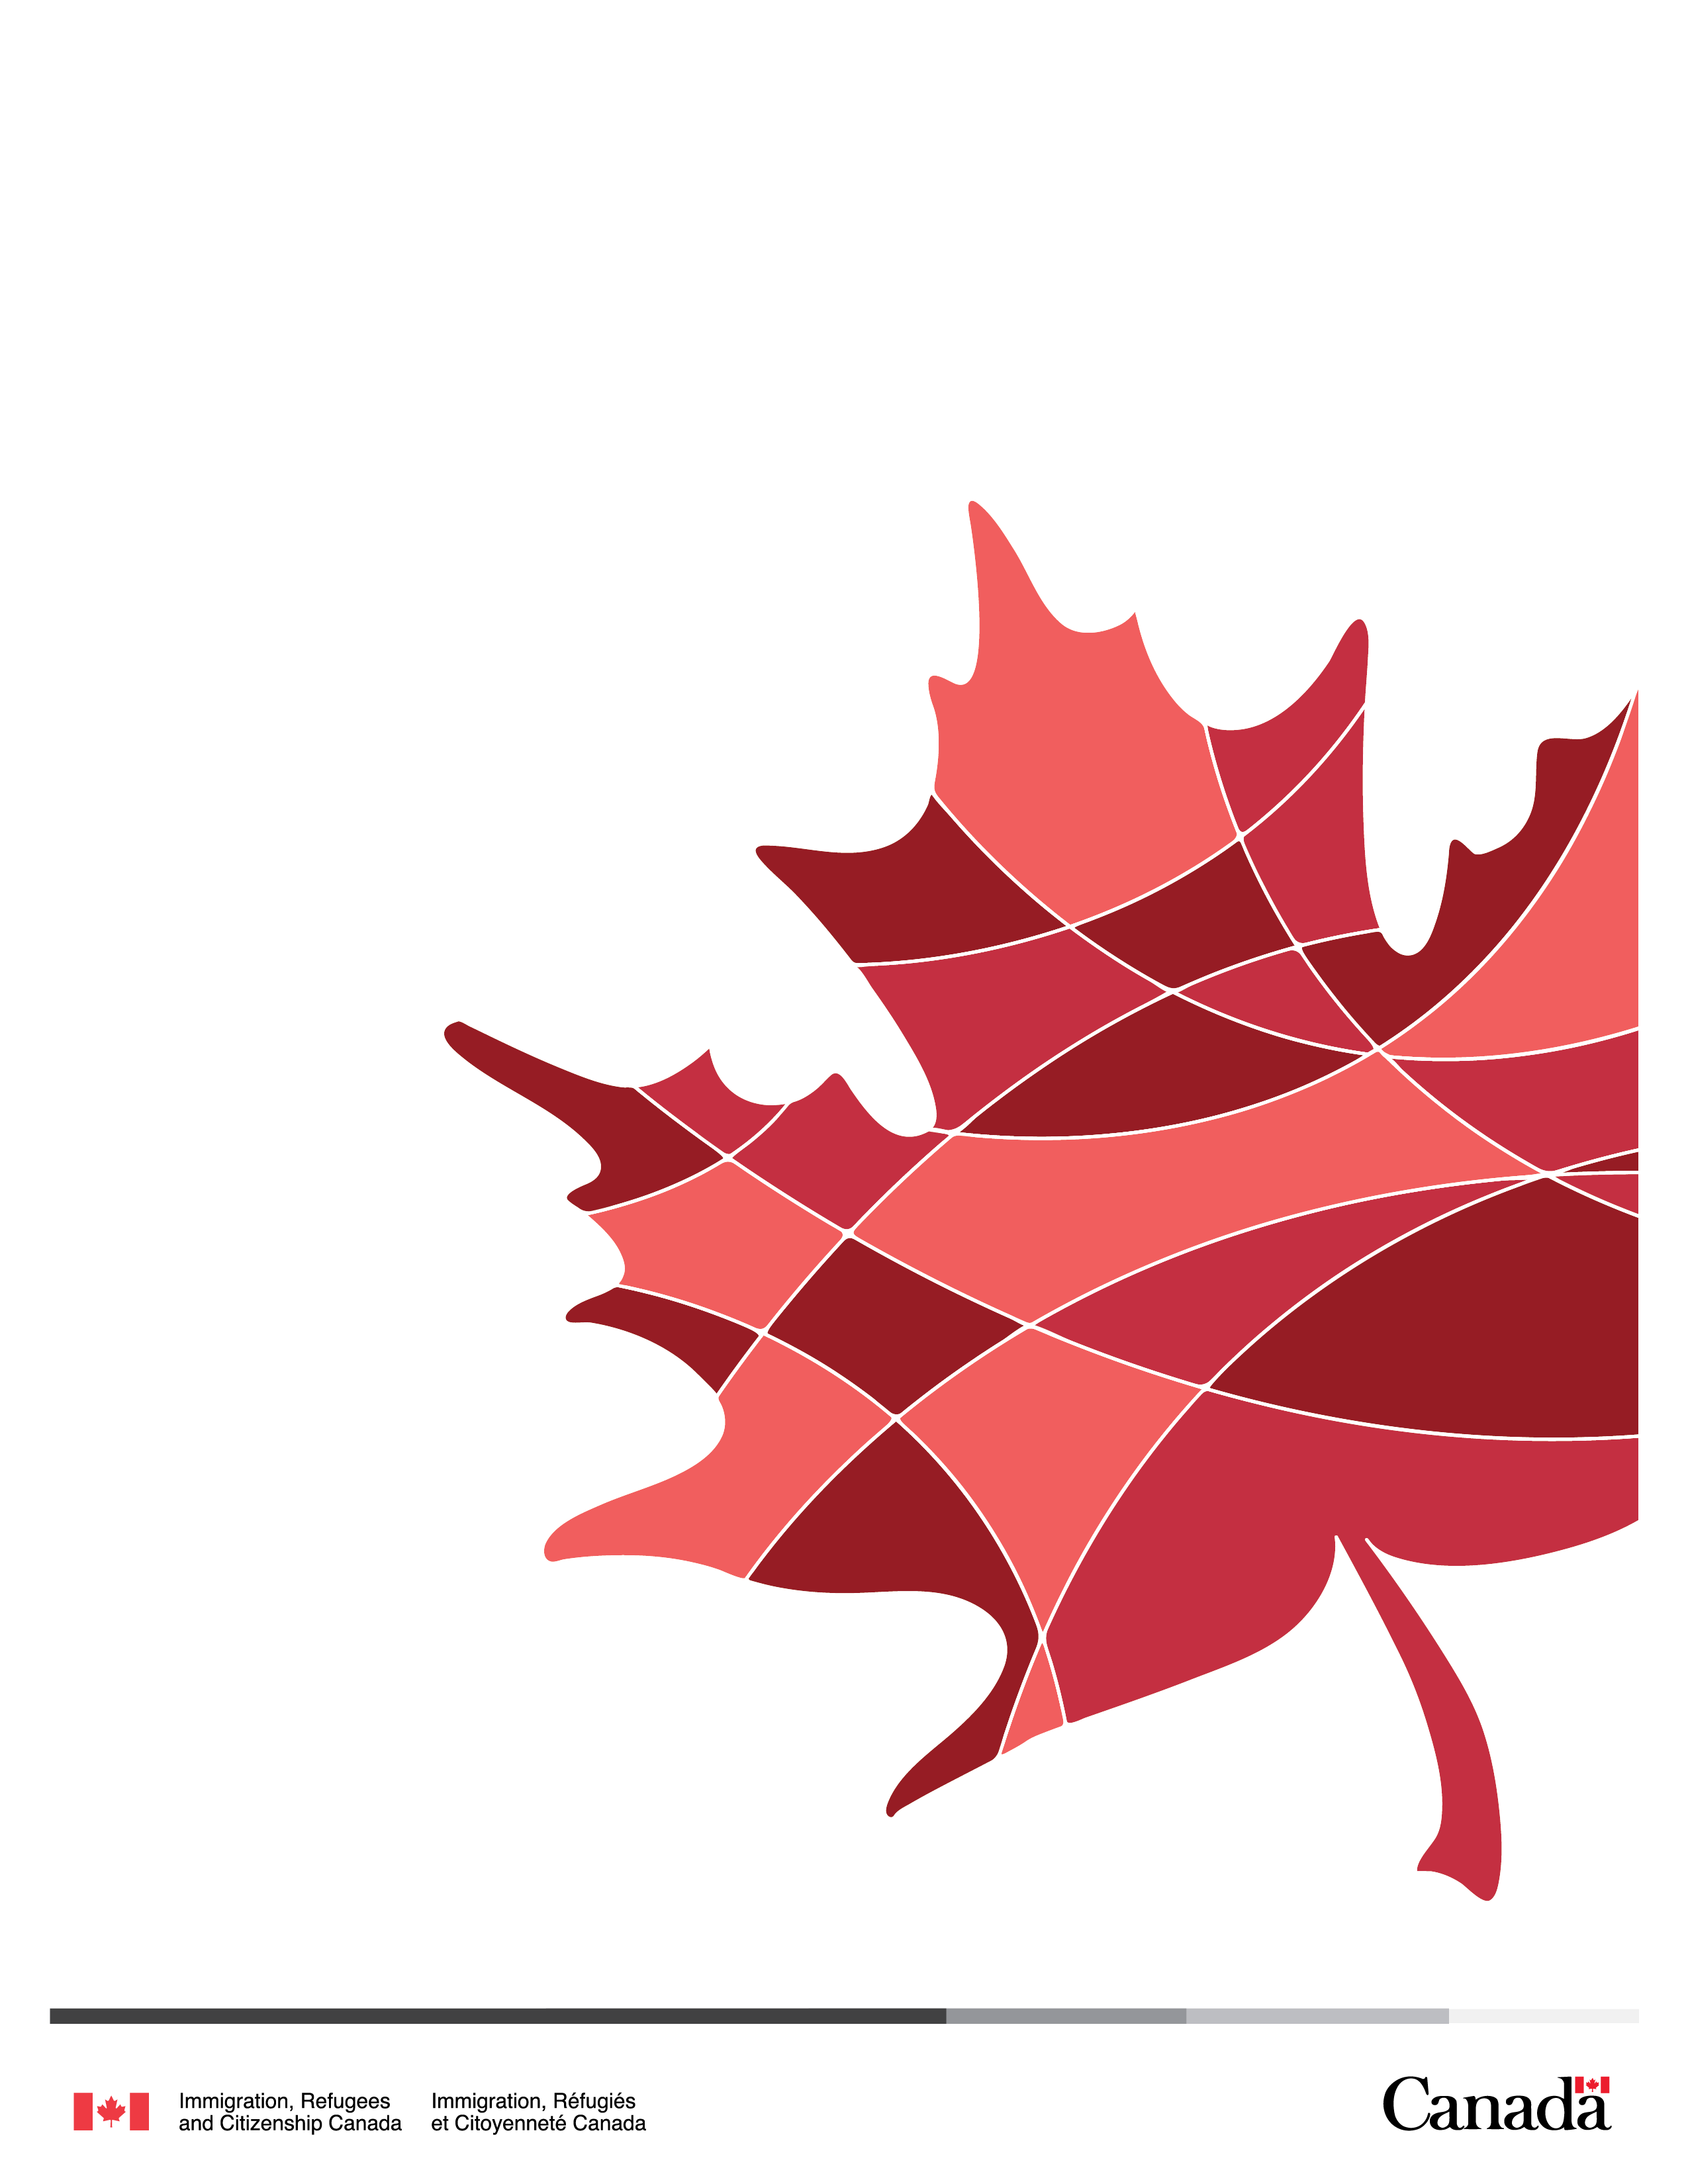 Immigration, Refugees
and Citizenship Canada
Immigration, Réfugiés
et Citoyenneté Canada
Canada